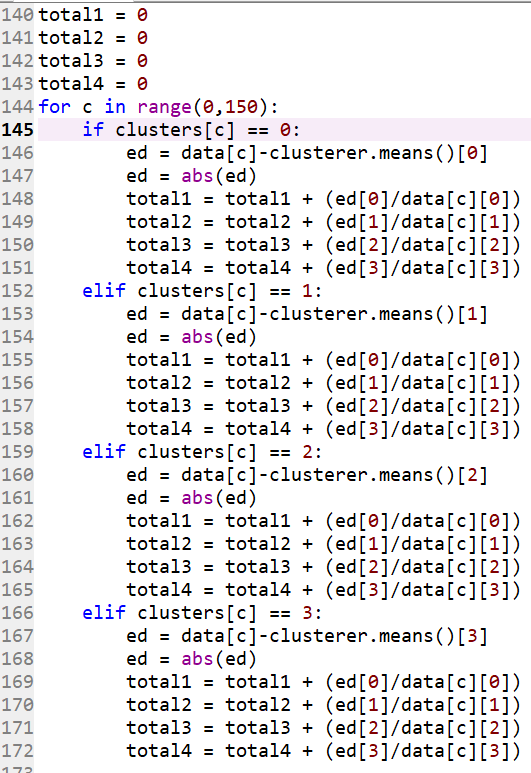 140 total1 = 0
141 total2 = 0
142 total3 = 0
143 total4 = 0
144 for c in range(0,150):
145     if clusters[c] == 0:
146         ed = data[c]-clusterer.means()[0]
147         ed = abs(ed)
148         total1 = total1 + (ed[0]/data[c][0])
149         total2 = total2 + (ed[1]/data[c][1])
150         total3 = total3 + (ed[2]/data[c][2])
151         total4 = total4 + (ed[3]/data[c][3])
152     elif clusters[c] == 1:
153         ed = data[c]-clusterer.means()[1]
154         ed = abs(ed)
155         total1 = total1 + (ed[0]/data[c][0])
156         total2 = total2 + (ed[1]/data[c][1])
157         total3 = total3 + (ed[2]/data[c][2])
158         total4 = total4 + (ed[3]/data[c][3])
159     elif clusters[c] == 2:
160         ed = data[c]-clusterer.means()[2]
161         ed = abs(ed)
162         total1 = total1 + (ed[0]/data[c][0])
163         total2 = total2 + (ed[1]/data[c][1])
164         total3 = total3 + (ed[2]/data[c][2])
165         total4 = total4 + (ed[3]/data[c][3])
166     elif clusters[c] == 3:
167         ed = data[c]-clusterer.means()[3]
168         ed = abs(ed)
169         total1 = total1 + (ed[0]/data[c][0])
170         total2 = total2 + (ed[1]/data[c][1])
171         total3 = total3 + (ed[2]/data[c][2])
172         total4 = total4 + (ed[3]/data[c][3])
173